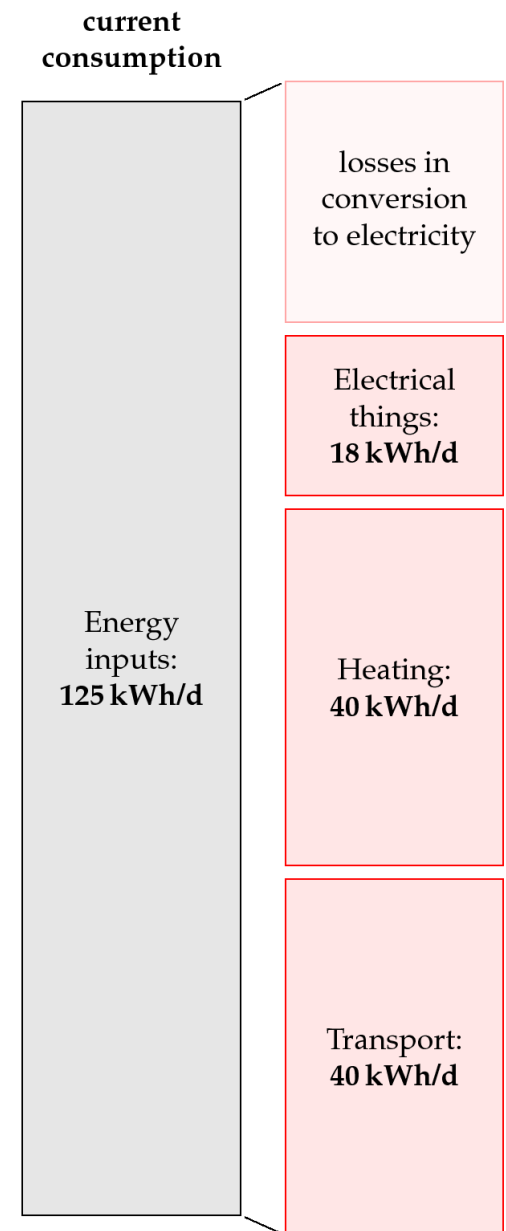 current
consumption
Energy
inputs:
125 kWh/d
losses in
conversion
to electricity
Electrical
things:
18 kWh/d
Heating:
40 kWh/d
Transport:
40 kWh/d